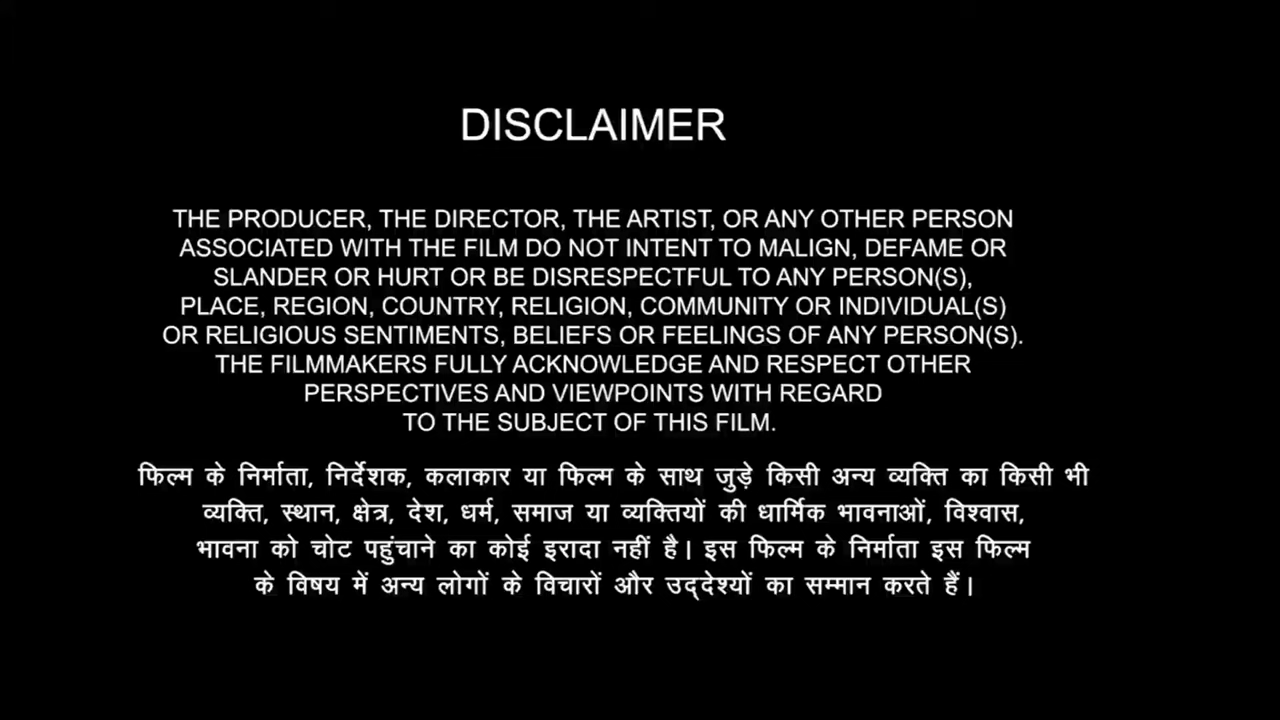 DISCLAIMER
THE PRODUCER, THE DIRECTOR, THE ARTIST, OR ANY OTHER PERSON
ASSOCIATED WITH THE FILM DO NOT INTENT TO MALIGN, DEFAME OR
SLANDER OR HURT OR BE DISRESPECTFUL TO ANY PERSON(S),
PLACE, REGION, COUNTRY, RELIGION, COMMUNITY OR INDIVIDUAL(S)
OR RELIGIOUS SENTIMENTS, BELIEFS OR FEELINGS OF ANY PERSON(S).
THE FILMMAKERS FULLY ACKNOWLEDGE AND RESPECT OTHER
PERSPECTIVES AND VIEWPOINTS WITH REGARD
TO THE SUBJECT OF THIS FILM.
फिल्म के निर्माता, निर्देशक, कलाकार या फिल्म के साथ जुड़े किसी अन्य व्यक्ति का किसी भी
व्यक्ति, स्थान, क्षेत्र, देश, धर्म, समाज या व्यक्तियों की धार्मिक भावनाओं, विश्वास,
भावना को चोट पहुंचाने का कोई इरादा नहीं है। इस फिल्म के निर्माता इस फिल्म
के विषय में अन्य लोगों के विचारों और उद्देश्यों का सम्मान करते हैं।